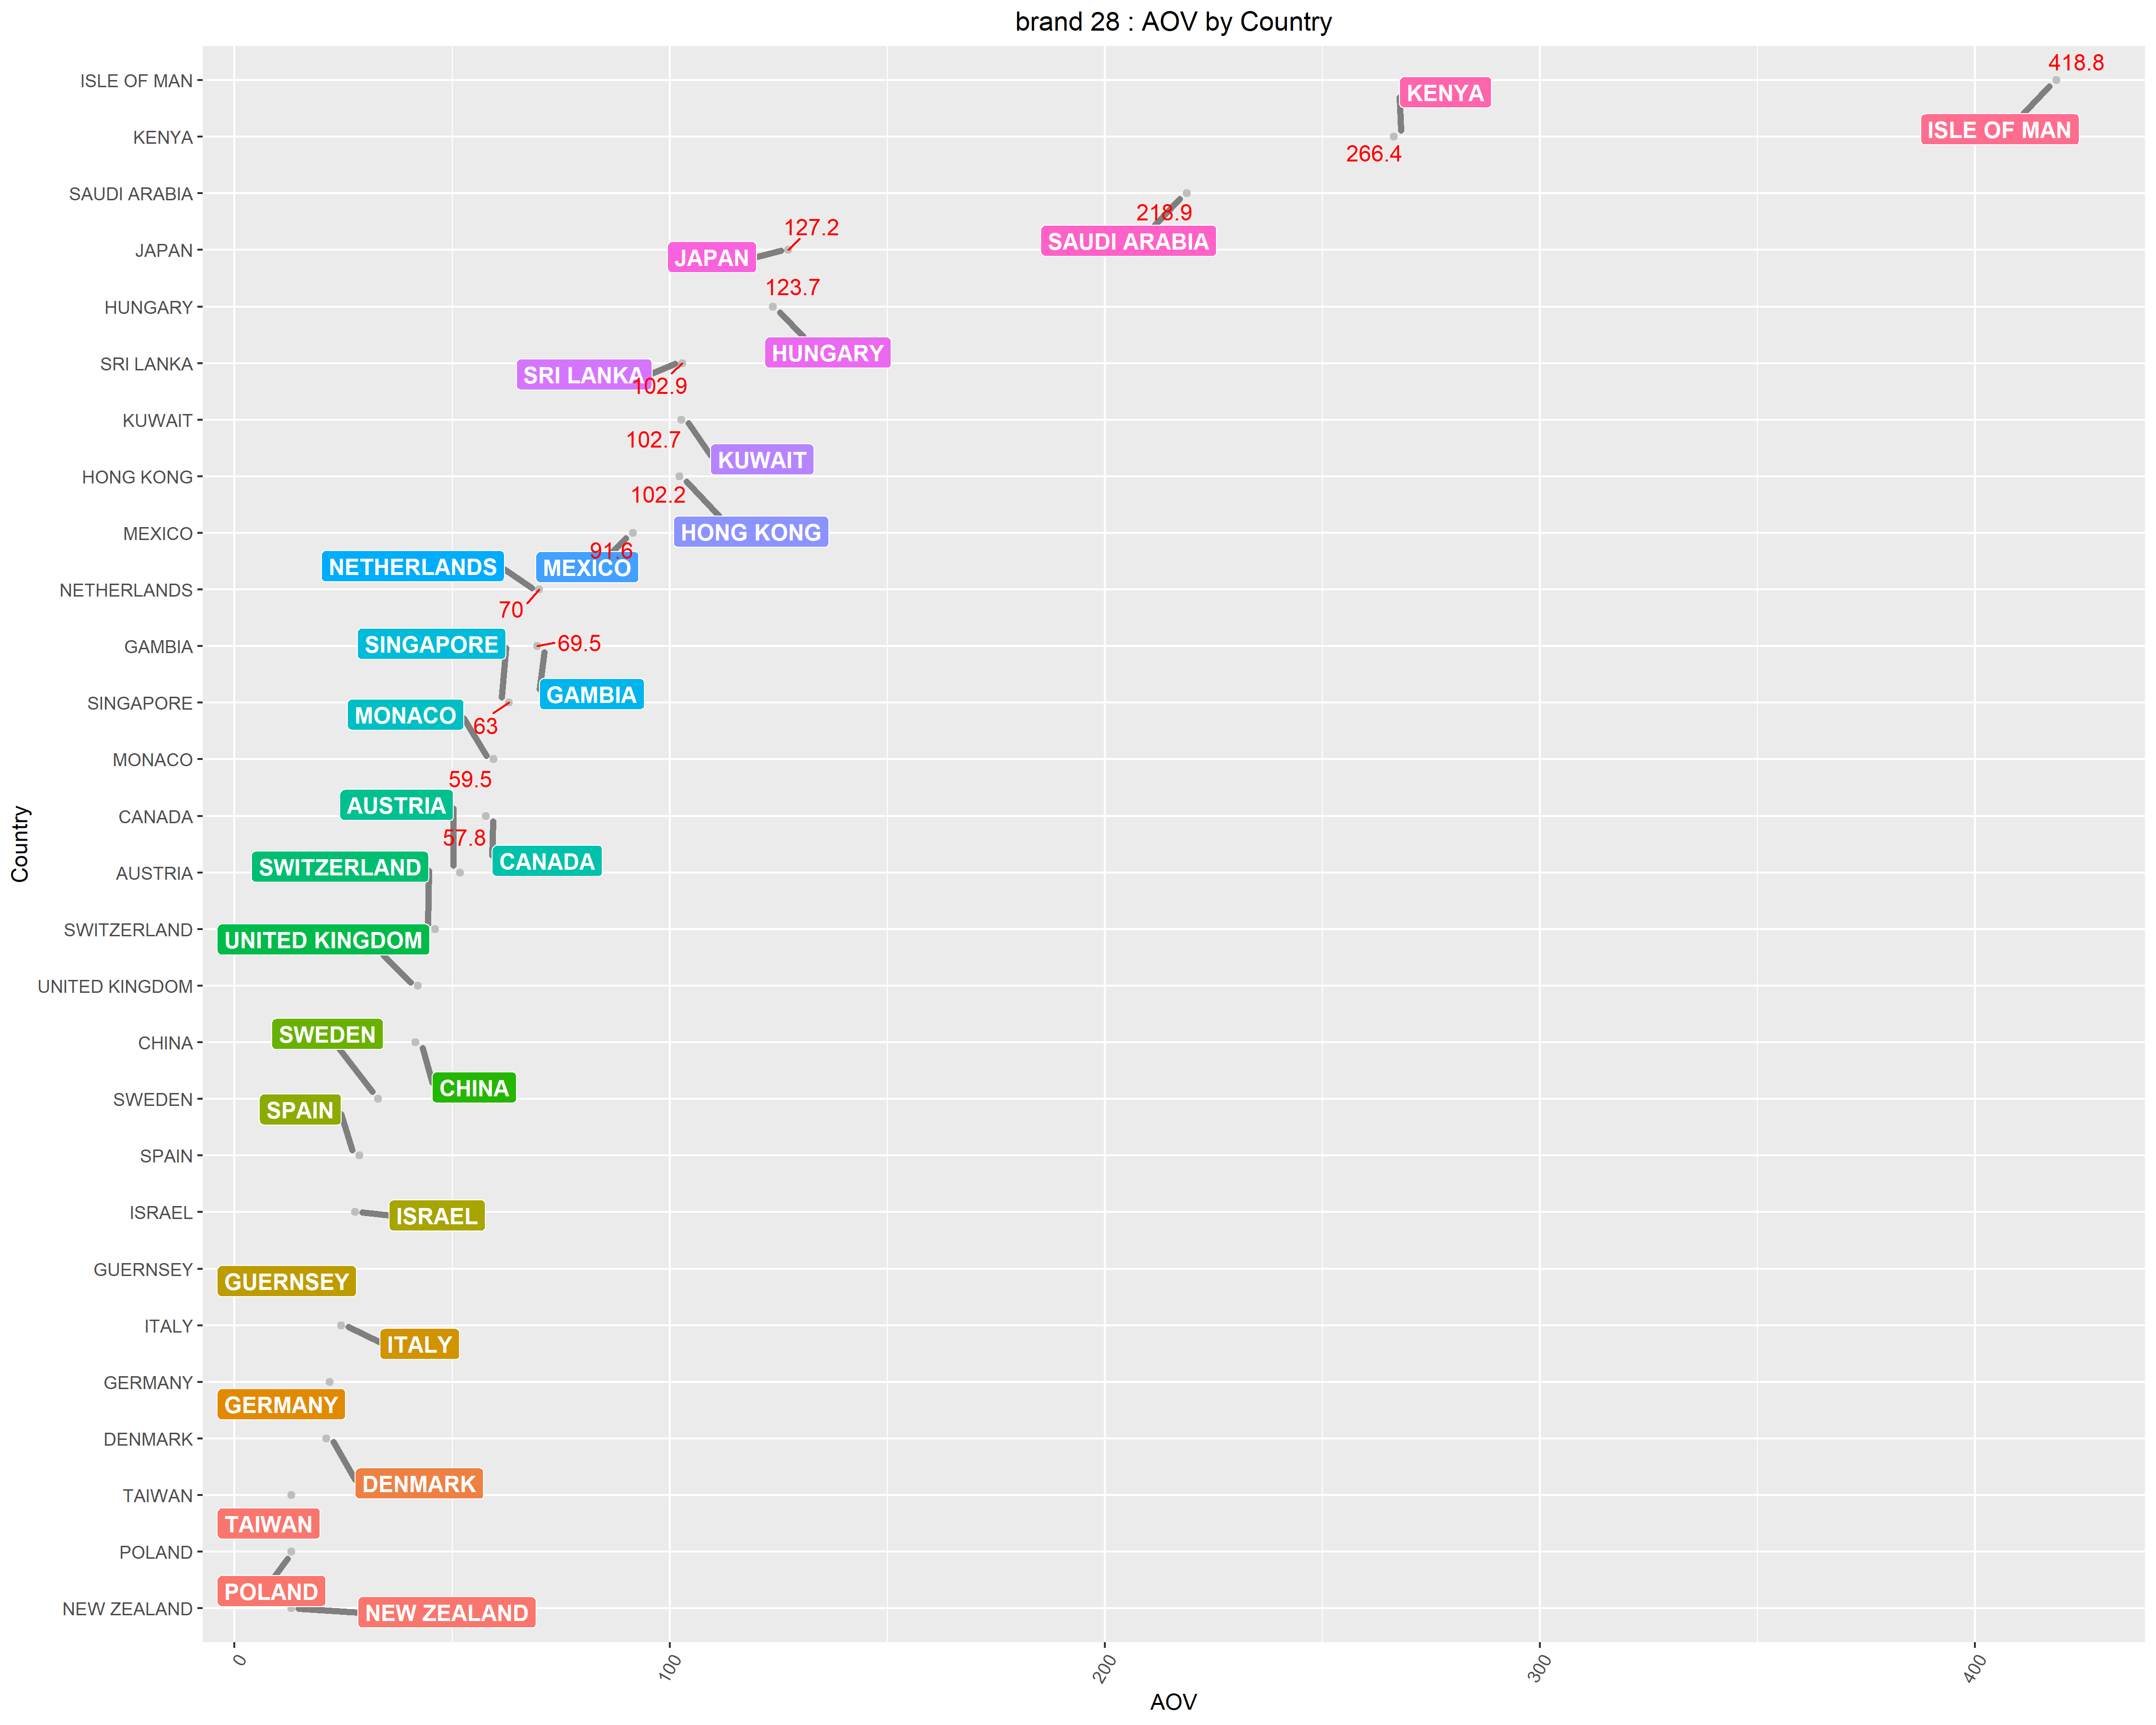 brand 28 : AOV by Country
Country
ISLE OF MAN
KENYA
SAUDI ARABIA
JAPAN
HUNGARY
SRI LANKA
KUWAIT
HONG KONG
MEXICO
NETHERLANDS
GAMBIA
SINGAPORE
MONACO
CANADA
AUSTRIA
SWITZERLAND
UNITED KINGDOM
CHINA
SWEDEN
SPAIN
ISRAEL
GUERNSEY
ITALY
GERMANY
DENMARK
TAIWAN
POLAND
NEW ZEALAND
418.8
KENYA
ISLE OF MAN
266.4
218.9
127.2
SAUDI ARABIA
JAPAN
123.7
HUNGARY
SRI LANKA
102.9
102.7
KUWAIT
102.2
HONG KONG
91.6
NETHERLANDS
MEXICO
70
SINGAPORE
69.5
GAMBIA
MONACO
63
59.5
AUSTRIA
57.8
CANADA
SWITZERLAND
UNITED KINGDOM
SWEDEN
CHINA
SPAIN
ISRAEL
GUERNSEY
ITALY
GERMANY
DENMARK
TAIWAN
POLAND
NEW ZEALAND
0
100
200
300
400
AOV